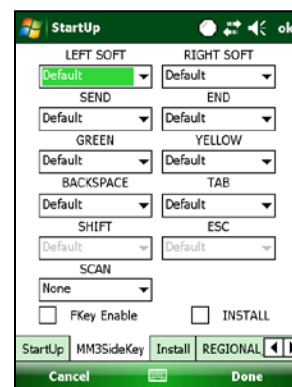 StartUp ok
LEFT SOFT RIGHT SOFT
Default Default
SEND END
Default Default
GREEN YELLOW
Default Default
BACKSPACE TAB
Default Default
SHIFT ESC
Default Default
SCAN
None
FKey Enable INSTALL
StartUp MM3SideKey Install REGIONAL
Cancel Done